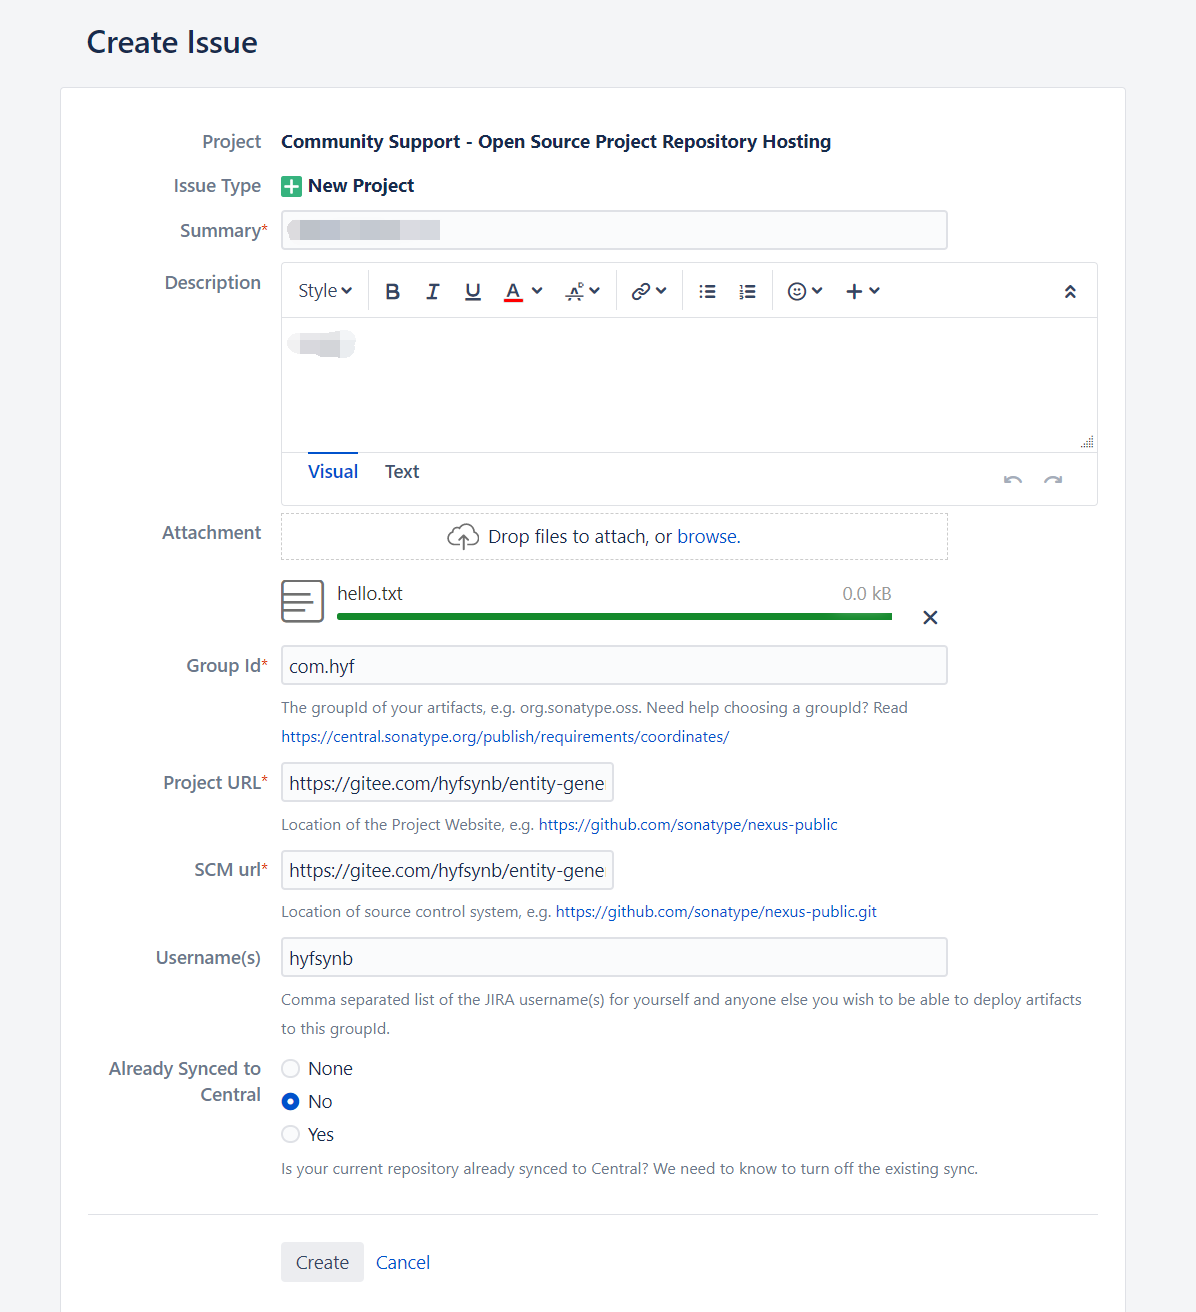 Create Issue
Project Community Support - Open Source Project Repository Hosting
Issue Type New Project
Summary*
Description Style B I U A
Visual Text
Attachment Drop files to attach, or browse.
hello.txt 0.0 kB
Group Id* com.hyf
The groupId of your artifacts, e.g. org.sonatype.oss. Need help choosing a groupId? Read
https://central.sonatype.org/publish/requirements/coordinates/
Project URL* https://gitee.com/hyfsynb/entity-gene
Location of the Project Website, e.g. https://github.com/sonatype/nexus-public
SCM url* https://gitee.com/hyfsynb/entity-gene
Location of source control system, e.g. https://github.com/sonatype/nexus-public.git
Username(s) hyfsynb
Comma separated list of the JIRA username(s) for yourself and anyone else you wish to be able to deploy artifacts
to this groupId.
Already Synced to
Central
None
No
Yes
Is your current repository already synced to Central? We need to know to turn off the existing sync.
Create Cancel